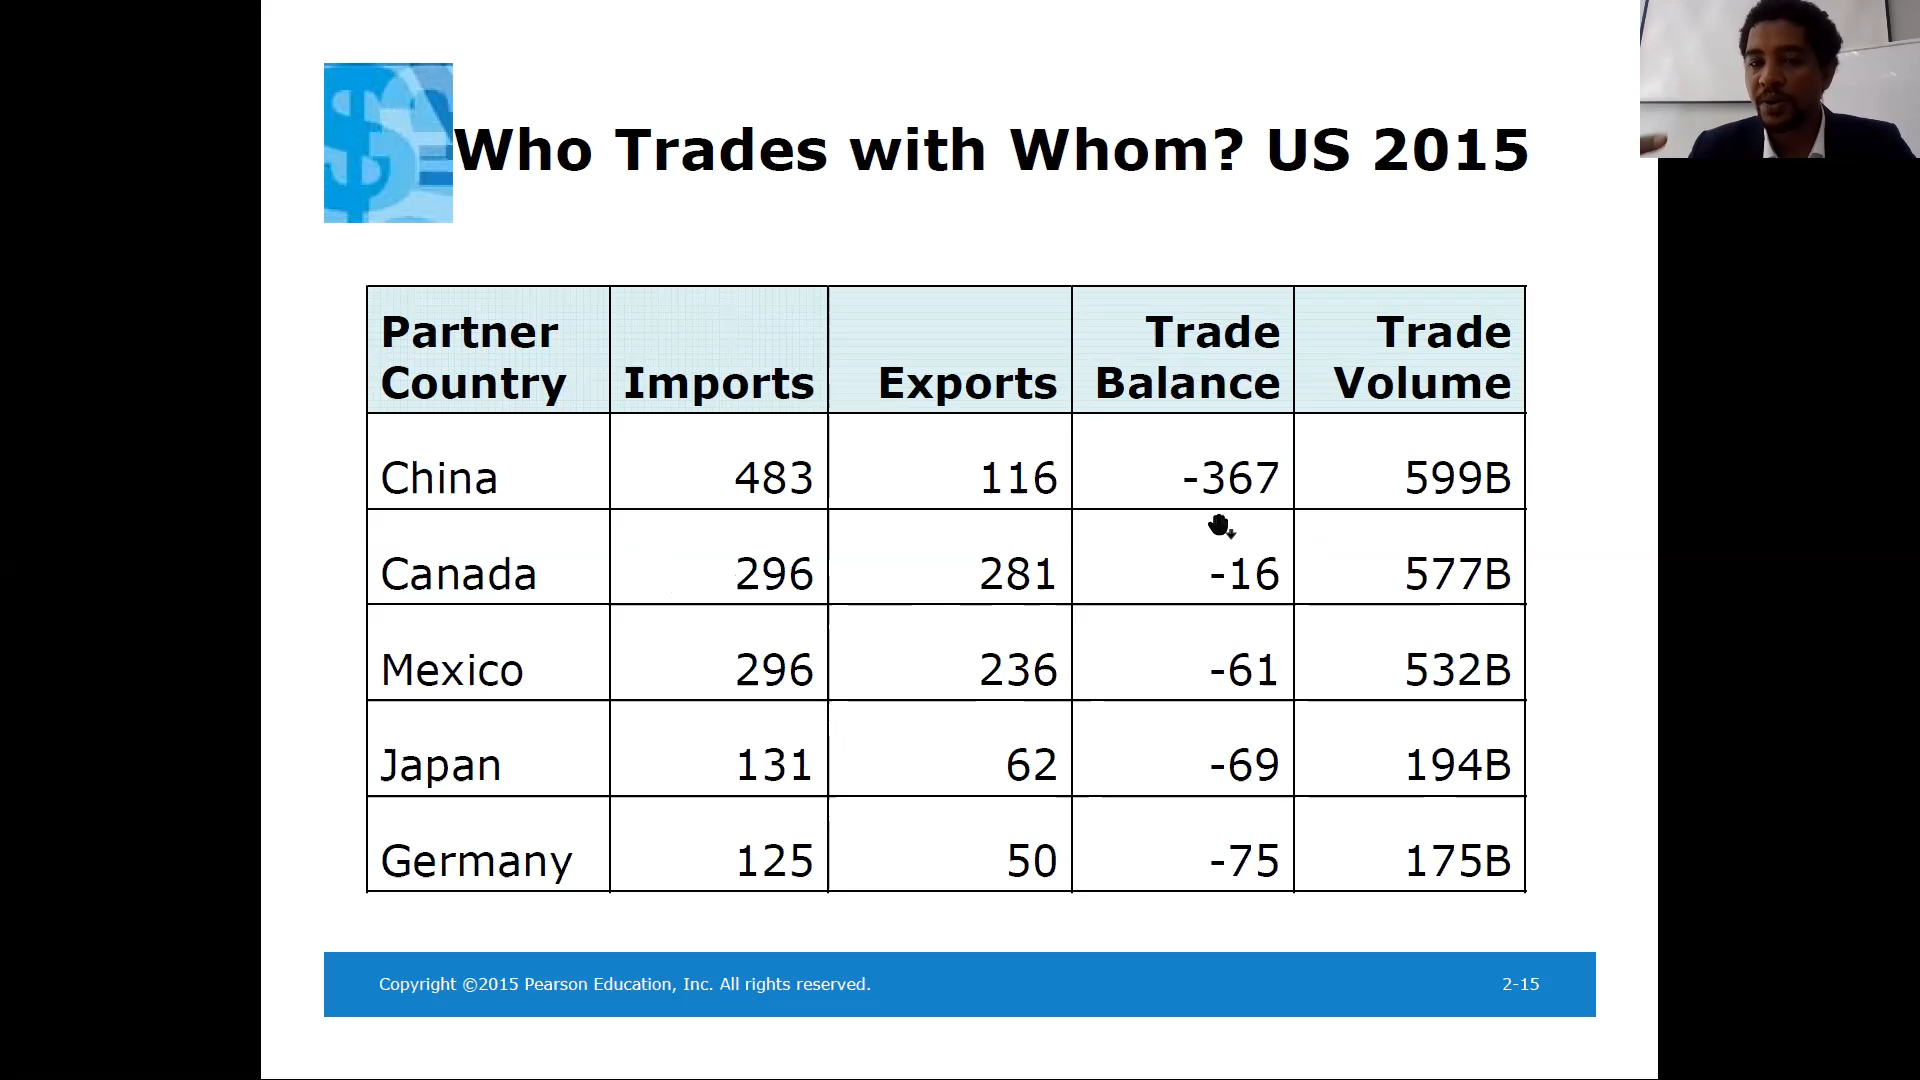 Who Trades with Whom? US 2015
Partner Country Imports Exports Trade Balance Trade Volume
China 483 116 -367 599B
Canada 296 281 -16 577B
Mexico 296 236 -61 532B
Japan 131 62 -69 194B
Germany 125 50 -75 175B
Copyright ©2015 Pearson Education, Inc. All rights reserved. 2-15